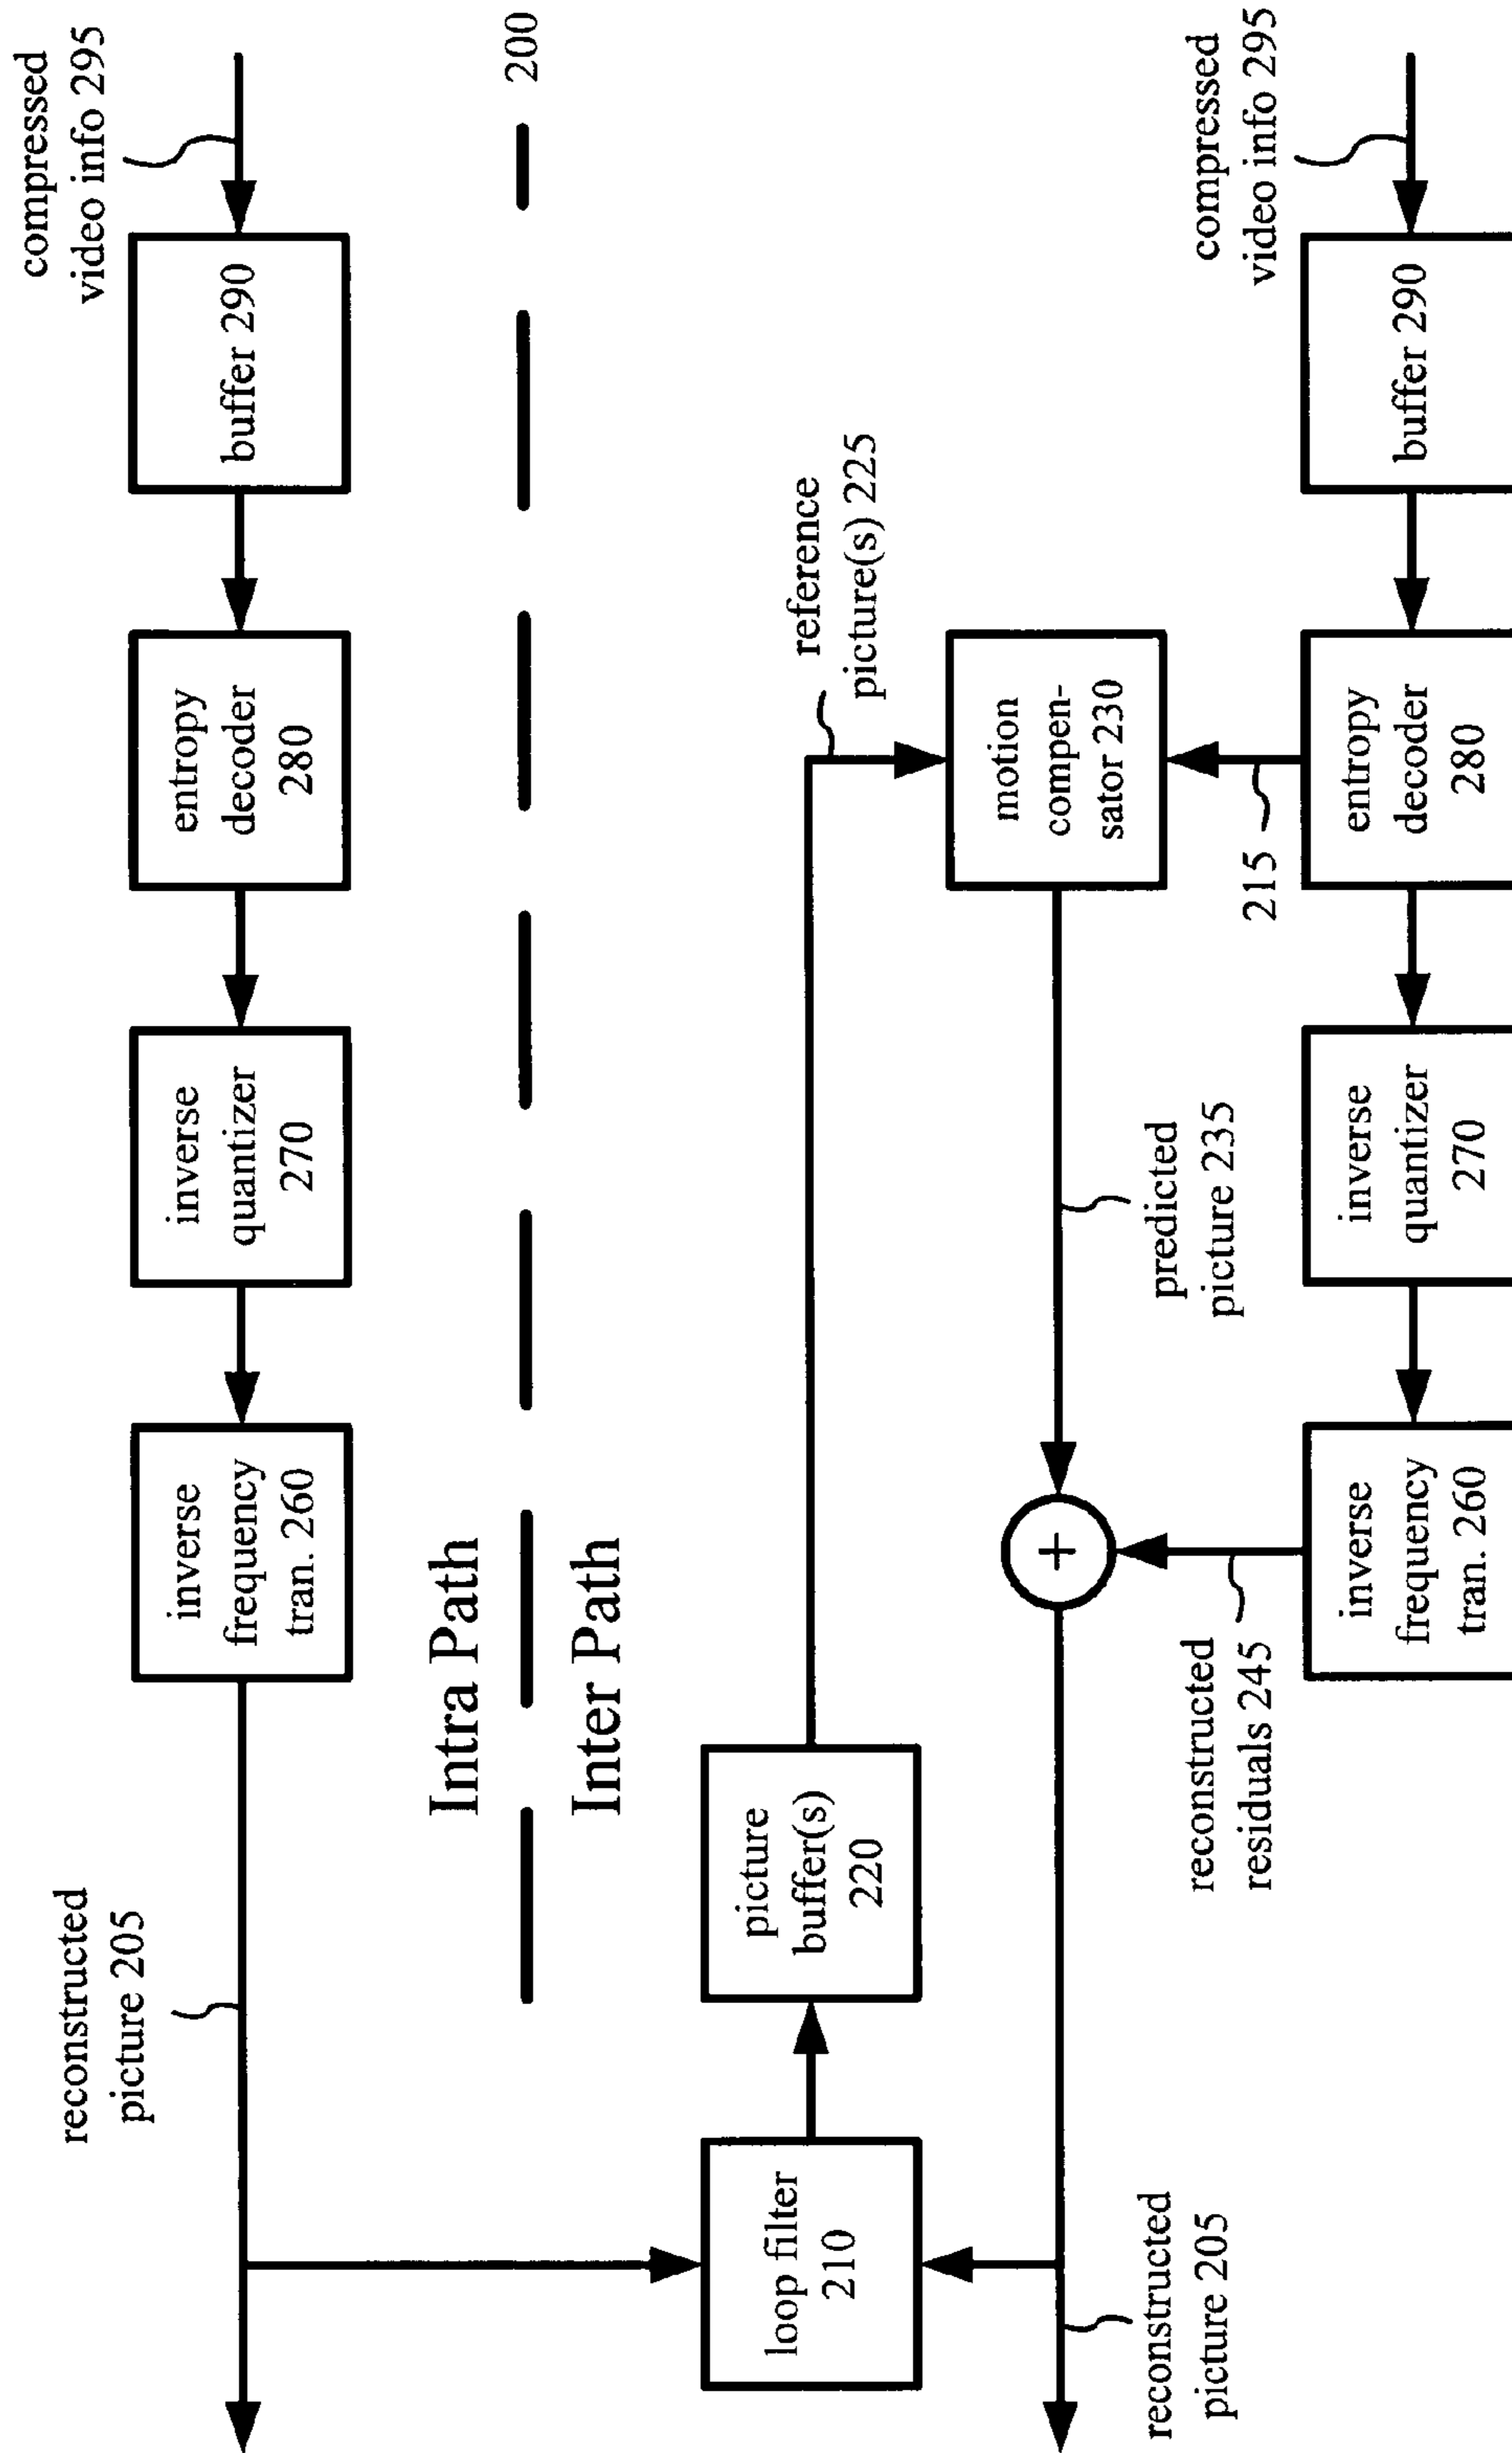 reconstructed
picture 205
inverse
frequency
tran. 260
inverse
quantizer
270
entropy
decoder
280
buffer 290
compressed
video info 295
Intra Path
200
Inter Path
loop filter
210
picture
buffer(s)
220
reference
picture(s) 225
motion
compen-
sator 230
+
predicted
picture 235
reconstructed
picture 205
reconstructed
residuals 245
215
inverse
frequency
tran. 260
inverse
quantizer
270
entropy
decoder
280
buffer 290
compressed
video info 295